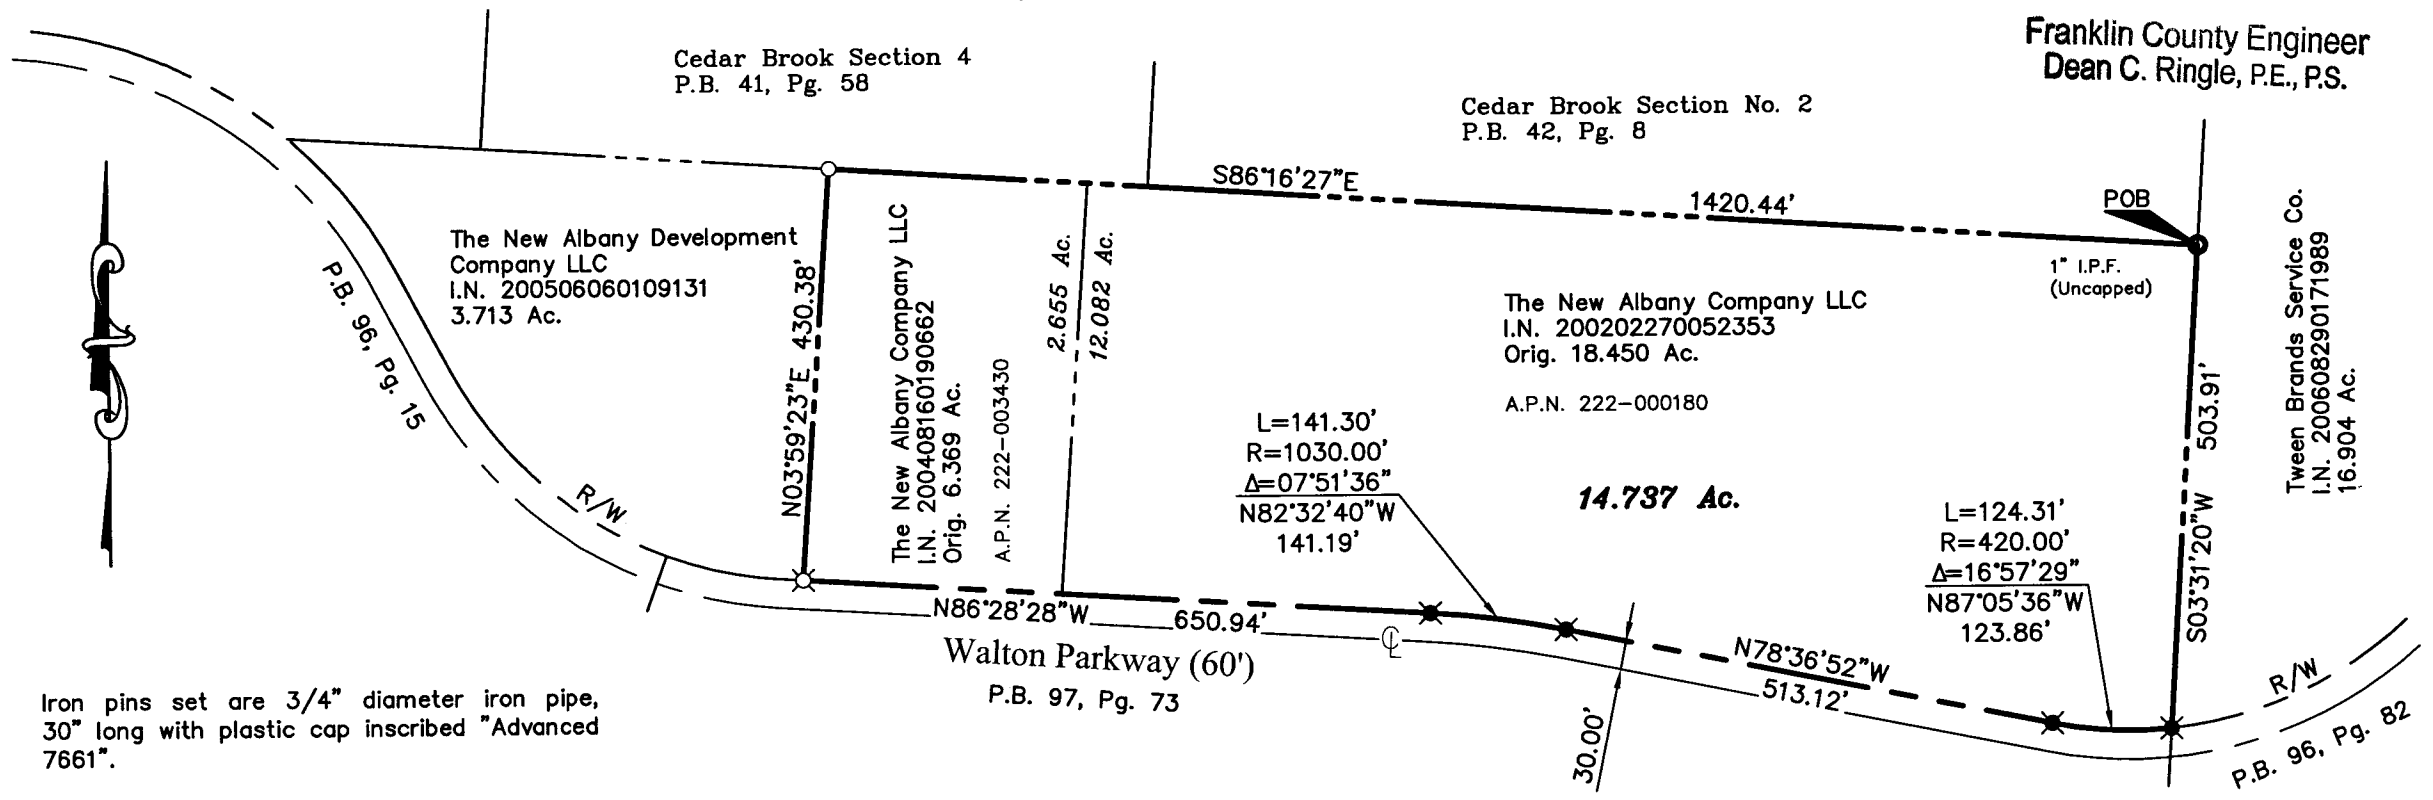 Franklin County Engineer
Dean C. Ringle, P.E., P.S.
Cedar Brook Section 4
P.B. 41, Pg. 58
Cedar Brook Section No. 2
P.B. 42, Pg. 8
S86°16'27"E
1420.44'
POB
1" I.P.F.
(Uncapped)
The New Albany Development
Company LLC
I.N. 200506060109131
3.713 Ac.
P.B. 96, Pg. 15
N03°59'23"E 430.38'
The New Albany Company LLC
I.N. 200408160190662
Orig. 6.369 Ac.
A.P.N. 222-003430
2.655 Ac.
12.082 Ac.
The New Albany Company LLC
I.N. 200202270052353
Orig. 18.450 Ac.
A.P.N. 222-000180
14.737 Ac.
L=141.30'
R=1030.00'
Δ=07°51'36"
N82°32'40"W
141.19'
L=124.31'
R=420.00'
Δ=16°57'29"
N87°05'36"W
123.86'
S03°31'20"W 503.91'
Tween Brands Service Co.
I.N. 200608290171989
16.904 Ac.
R/W
N86°28'28"W
650.94'
℄
Walton Parkway (60')
P.B. 97, Pg. 73
N78°36'52"W
513.12'
30.00'
R/W
P.B. 96, Pg. 82
Iron pins set are 3/4" diameter iron pipe,
30" long with plastic cap inscribed "Advanced
7661".